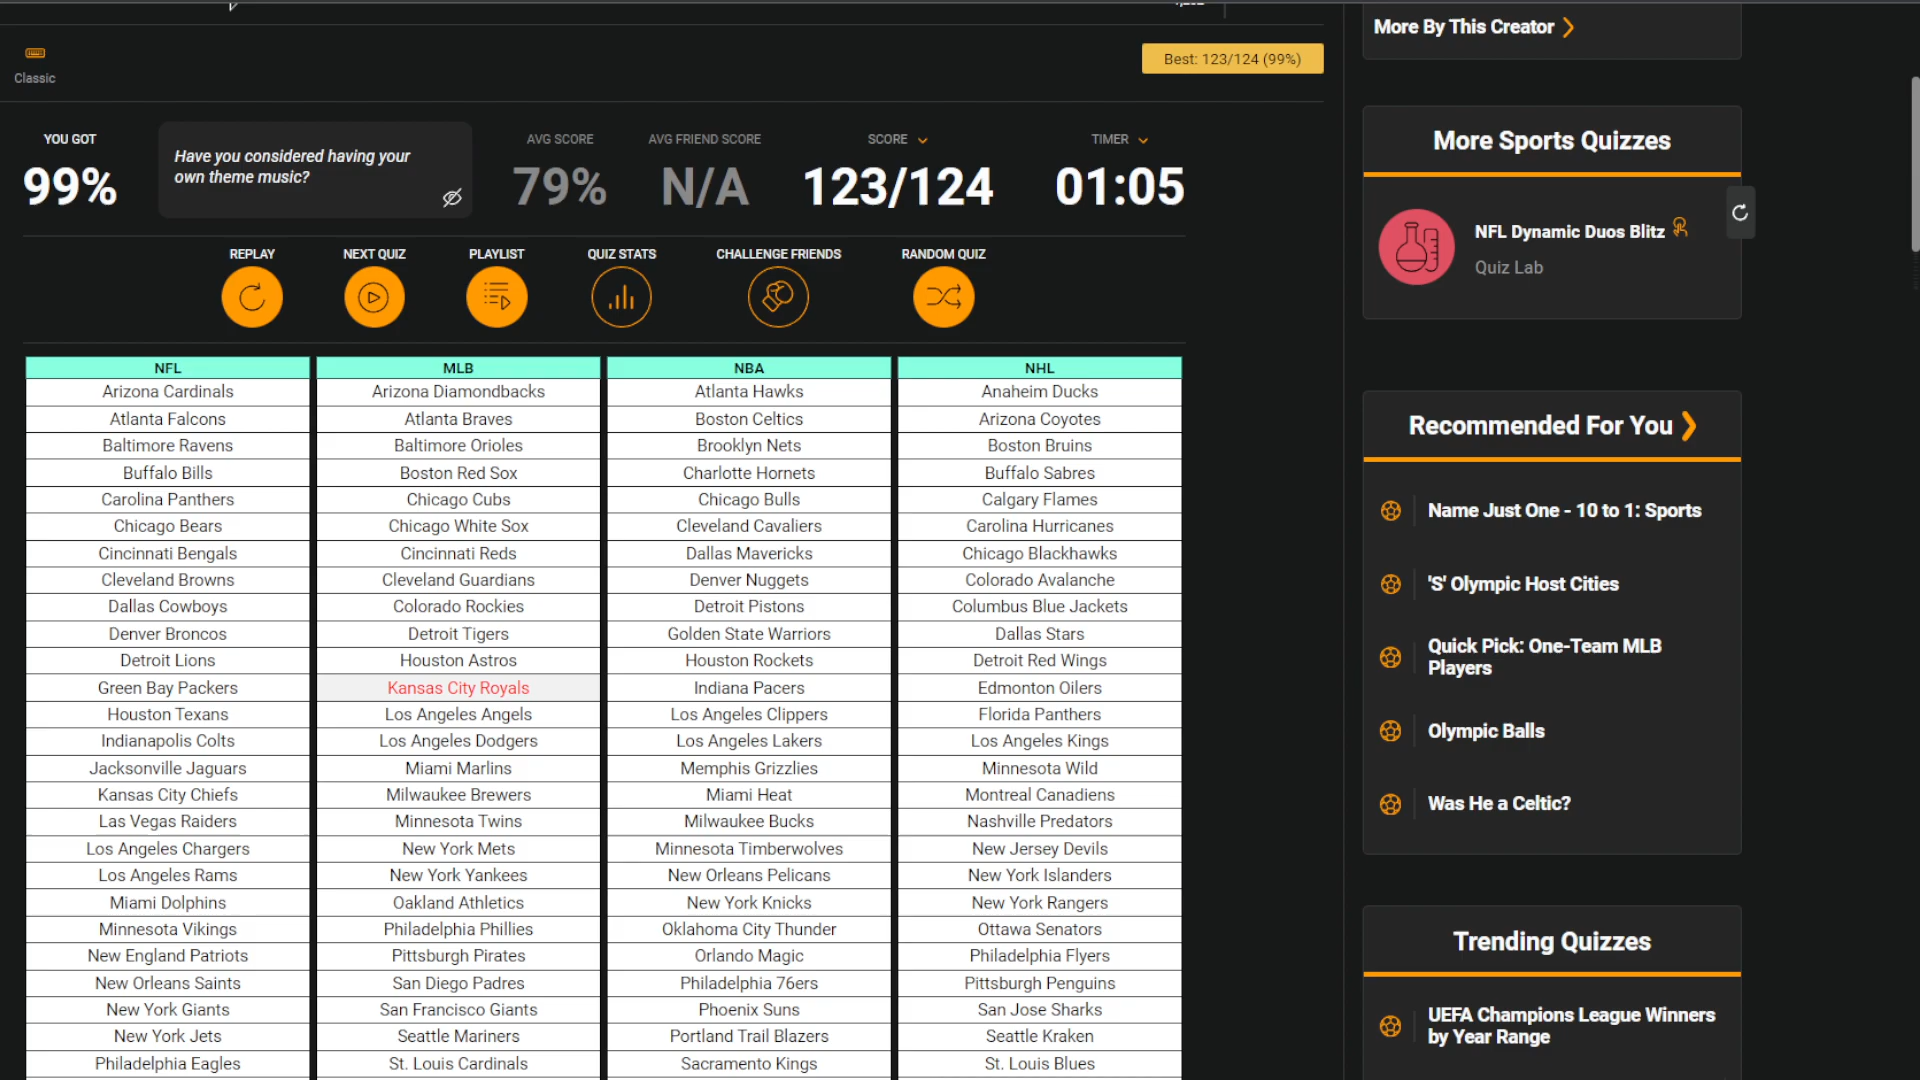 More By This Creator
Classic
Best: 123/124 (99%)
YOU GOT
99%
Have you considered having your
own theme music?
AVG SCORE
79%
AVG FRIEND SCORE
N/A
SCORE
123/124
TIMER
01:05
REPLAY NEXT QUIZ PLAYLIST QUIZ STATS CHALLENGE FRIENDS RANDOM QUIZ
NFL MLB NBA NHL
Arizona Cardinals Arizona Diamondbacks Atlanta Hawks Anaheim Ducks
Atlanta Falcons Atlanta Braves Boston Celtics Arizona Coyotes
Baltimore Ravens Baltimore Orioles Brooklyn Nets Boston Bruins
Buffalo Bills Boston Red Sox Charlotte Hornets Buffalo Sabres
Carolina Panthers Chicago Cubs Chicago Bulls Calgary Flames
Chicago Bears Chicago White Sox Cleveland Cavaliers Carolina Hurricanes
Cincinnati Bengals Cincinnati Reds Dallas Mavericks Chicago Blackhawks
Cleveland Browns Cleveland Guardians Denver Nuggets Colorado Avalanche
Dallas Cowboys Colorado Rockies Detroit Pistons Columbus Blue Jackets
Denver Broncos Detroit Tigers Golden State Warriors Dallas Stars
Detroit Lions Houston Astros Houston Rockets Detroit Red Wings
Green Bay Packers Kansas City Royals Indiana Pacers Edmonton Oilers
Houston Texans Los Angeles Angels Los Angeles Clippers Florida Panthers
Indianapolis Colts Los Angeles Dodgers Los Angeles Lakers Los Angeles Kings
Jacksonville Jaguars Miami Marlins Memphis Grizzlies Minnesota Wild
Kansas City Chiefs Milwaukee Brewers Miami Heat Montreal Canadiens
Las Vegas Raiders Minnesota Twins Milwaukee Bucks Nashville Predators
Los Angeles Chargers New York Mets Minnesota Timberwolves New Jersey Devils
Los Angeles Rams New York Yankees New Orleans Pelicans New York Islanders
Miami Dolphins Oakland Athletics New York Knicks New York Rangers
Minnesota Vikings Philadelphia Phillies Oklahoma City Thunder Ottawa Senators
New England Patriots Pittsburgh Pirates Orlando Magic Philadelphia Flyers
New Orleans Saints San Diego Padres Philadelphia 76ers Pittsburgh Penguins
New York Giants San Francisco Giants Phoenix Suns San Jose Sharks
New York Jets Seattle Mariners Portland Trail Blazers Seattle Kraken
Philadelphia Eagles St. Louis Cardinals Sacramento Kings St. Louis Blues
More Sports Quizzes
NFL Dynamic Duos Blitz
Quiz Lab
Recommended For You
Name Just One - 10 to 1: Sports
'S' Olympic Host Cities
Quick Pick: One-Team MLB
Players
Olympic Balls
Was He a Celtic?
Trending Quizzes
UEFA Champions League Winners
by Year Range